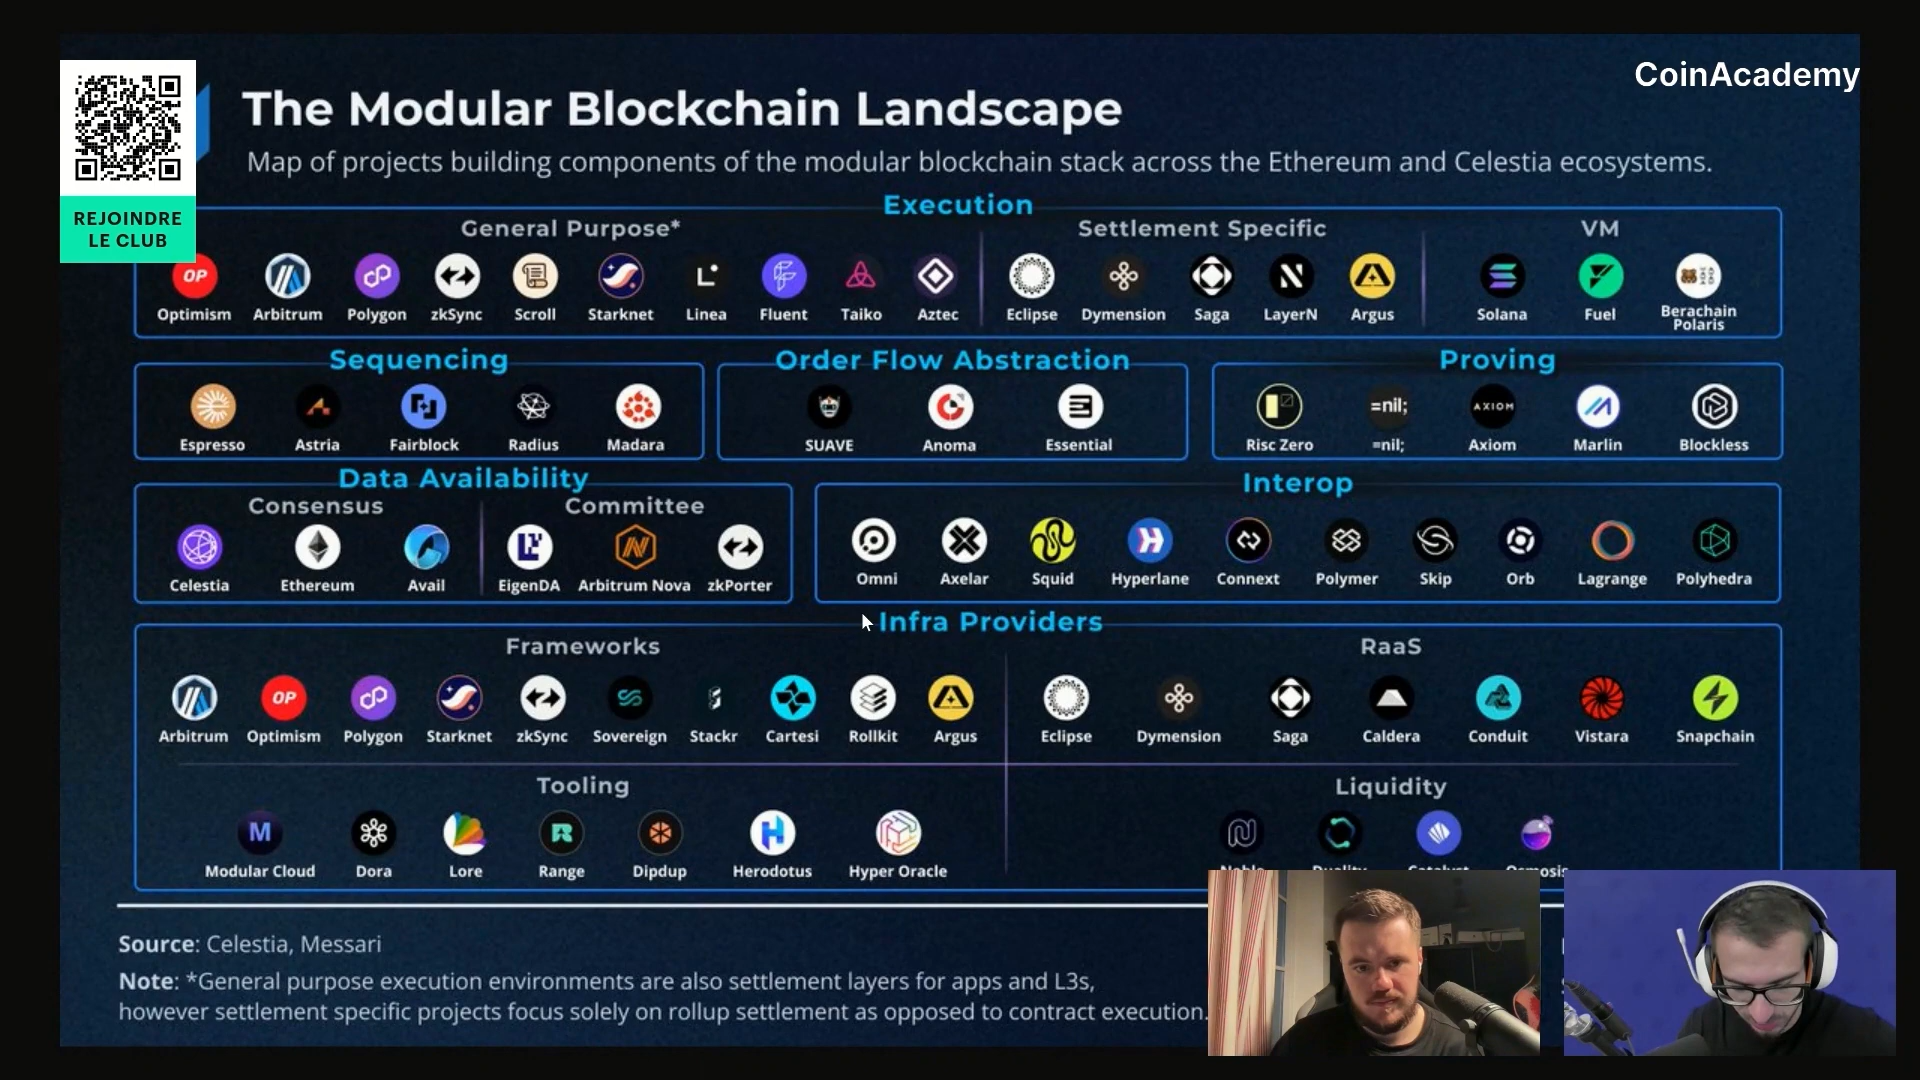 CoinAcademy
The Modular Blockchain Landscape
Map of projects building components of the modular blockchain stack across the Ethereum and Celestia ecosystems.
REJOINDRE
LE CLUB
Execution
General Purpose*
Settlement Specific
VM
OP
Optimism Arbitrum Polygon zkSync Scroll Starknet Linea Fluent Taiko Aztec Eclipse Dymension Saga LayerN Argus Solana Fuel Berachain
Polaris
Sequencing
Order Flow Abstraction
Proving
=nil;
AXIOM
Espresso Astria Fairblock Radius Madara
SUAVE Anoma Essential
Risc Zero =nil; Axiom Marlin Blockless
Data Availability
Interop
Consensus
Committee
Celestia Ethereum Avail EigenDA Arbitrum Nova zkPorter
Omni Axelar Squid Hyperlane Connext Polymer Skip Orb Lagrange Polyhedra
Infra Providers
Frameworks
RaaS
OP
Arbitrum Optimism Polygon Starknet zkSync Sovereign Stackr Cartesi Rollkit Argus
Eclipse Dymension Saga Caldera Conduit Vistara Snapchain
Tooling
Liquidity
M
Modular Cloud Dora Lore Range Dipdup Herodotus Hyper Oracle
Noble Duality Catalyst Osmosis
Source: Celestia, Messari
Note: *General purpose execution environments are also settlement layers for apps and L3s,
however settlement specific projects focus solely on rollup settlement as opposed to contract execution.